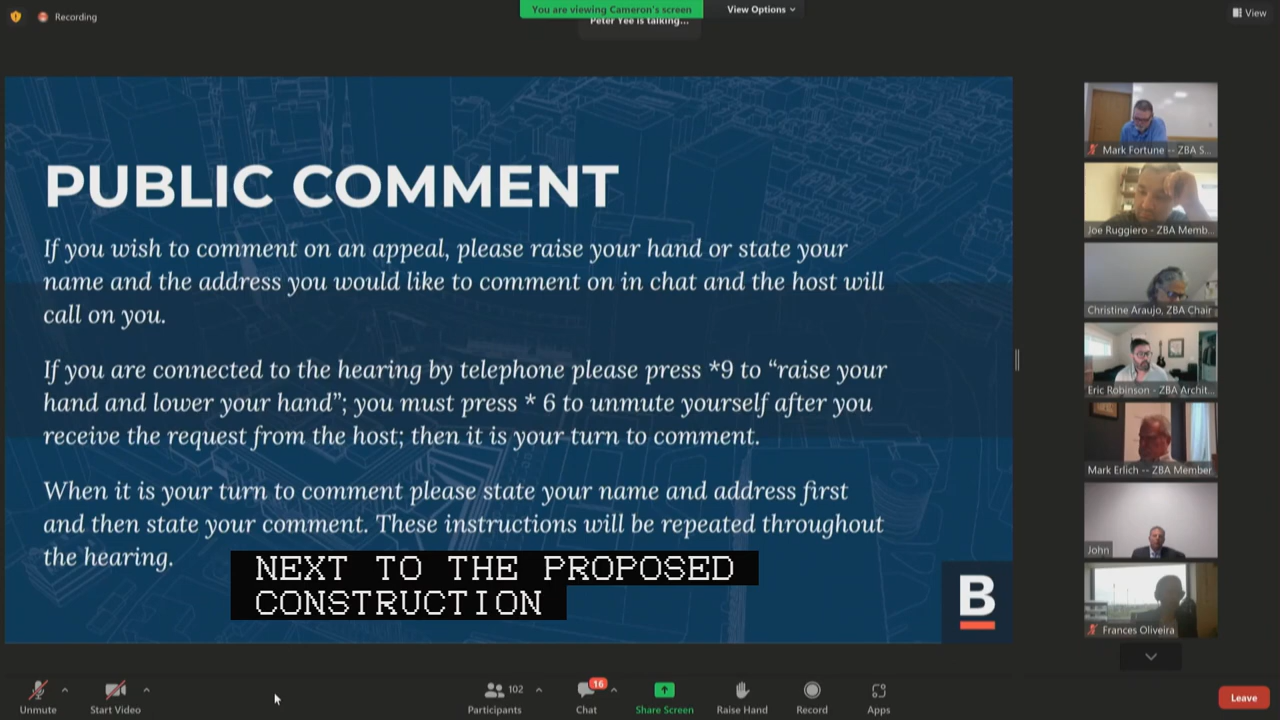 You are viewing Cameron's screen
View Options
Recording
Peter Yee is talking...
View
PUBLIC COMMENT
If you wish to comment on an appeal, please raise your hand or state your
name and the address you would like to comment on in chat and the host will
call on you.
If you are connected to the hearing by telephone please press *9 to “raise your
hand and lower your hand”; you must press * 6 to unmute yourself after you
receive the request from the host; then it is your turn to comment.
When it is your turn to comment please state your name and address first
and then state your comment. These instructions will be repeated throughout
the hearing.
NEXT TO THE PROPOSED
CONSTRUCTION
B
Mark Fortune -- ZBA S...
Joe Ruggiero - ZBA Memb...
Christine Araujo, ZBA Chair
Eric Robinson - ZBA Archit...
Mark Erlich -- ZBA Member
John
Frances Oliveira
Unmute
Start Video
102
Participants
16
Chat
Share Screen
Raise Hand
Record
Apps
Leave